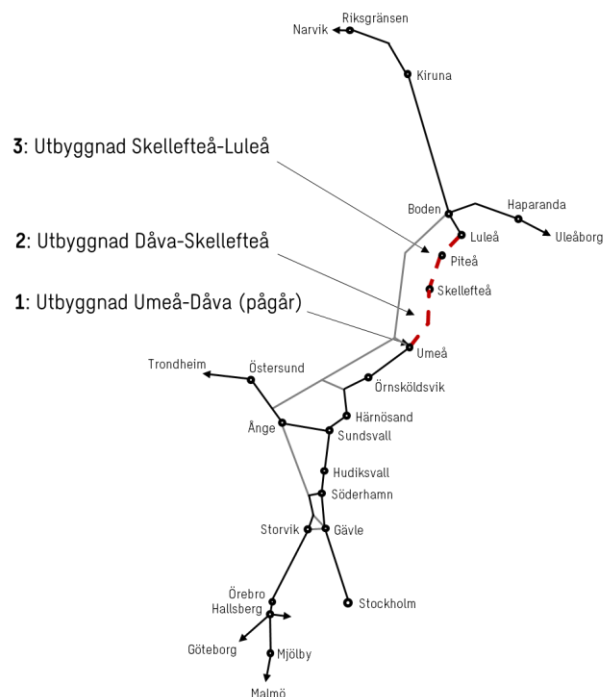 Riksgränsen
Narvik
Kiruna
3: Utbyggnad Skellefteå-Luleå
Boden
Haparanda
Luleå
Uleåborg
2: Utbyggnad Dåva-Skellefteå
Piteå
Skellefteå
1: Utbyggnad Umeå-Dåva (pågår)
Umeå
Trondheim
Östersund
Örnsköldsvik
Härnösand
Ånge
Sundsvall
Hudiksvall
Söderhamn
Storvik
Gävle
Örebro
Hallsberg
Stockholm
Göteborg
Mjölby
Malmö